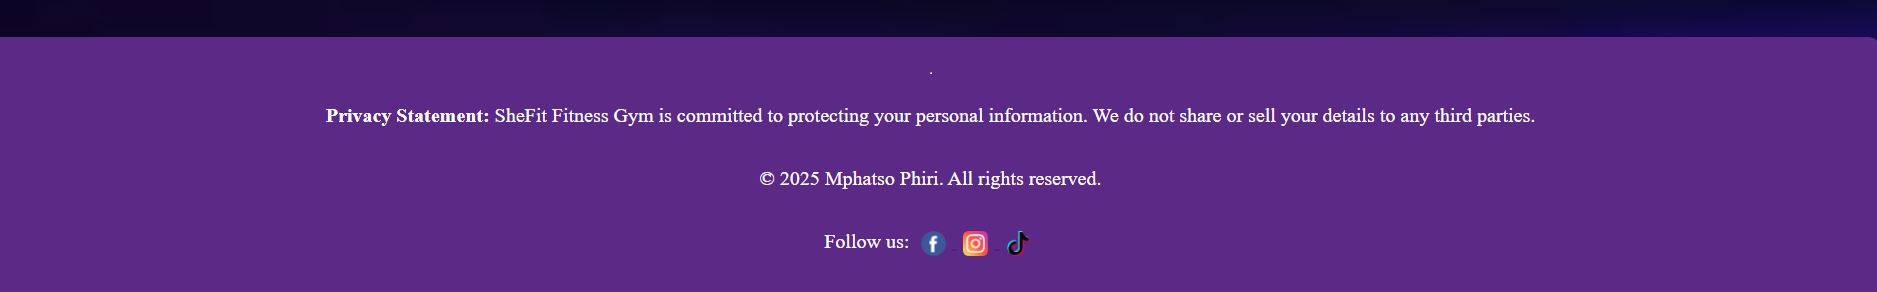 .
Privacy Statement: SheFit Fitness Gym is committed to protecting your personal information. We do not share or sell your details to any third parties.
© 2025 Mphatso Phiri. All rights reserved.
Follow us: